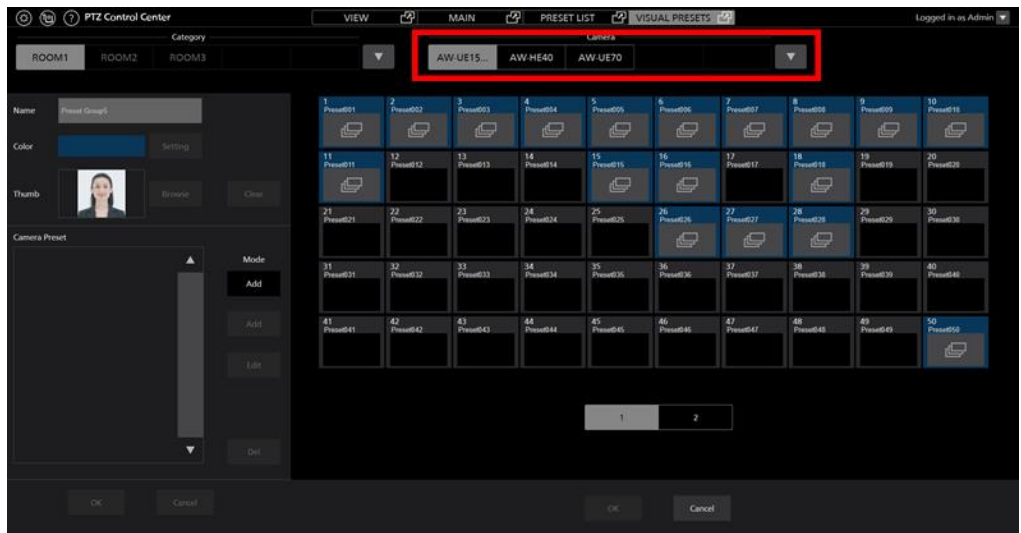 PTZ Control Center VIEW MAIN PRESET LIST VISUAL PRESETS Logged in as Admin
Category Camera
ROOM1 ROOM2 ROOM3 AW-UE15... AW-HE40 AW-UE70
Name Preset Group5
Color Setting
Thumb Browse Clear
Camera Preset
Mode
Add
Add
Edit
Del
OK Cancel
1 2 3 4 5 6 7 8 9 10
Preset001 Preset002 Preset003 Preset004 Preset005 Preset006 Preset007 Preset008 Preset009 Preset010
11 12 13 14 15 16 17 18 19 20
Preset011 Preset012 Preset013 Preset014 Preset015 Preset016 Preset017 Preset018 Preset019 Preset020
21 22 23 24 25 26 27 28 29 30
Preset021 Preset022 Preset023 Preset024 Preset025 Preset026 Preset027 Preset028 Preset029 Preset030
31 32 33 34 35 36 37 38 39 40
Preset031 Preset032 Preset033 Preset034 Preset035 Preset036 Preset037 Preset038 Preset039 Preset040
41 42 43 44 45 46 47 48 49 50
Preset041 Preset042 Preset043 Preset044 Preset045 Preset046 Preset047 Preset048 Preset049 Preset050
1 2
OK Cancel